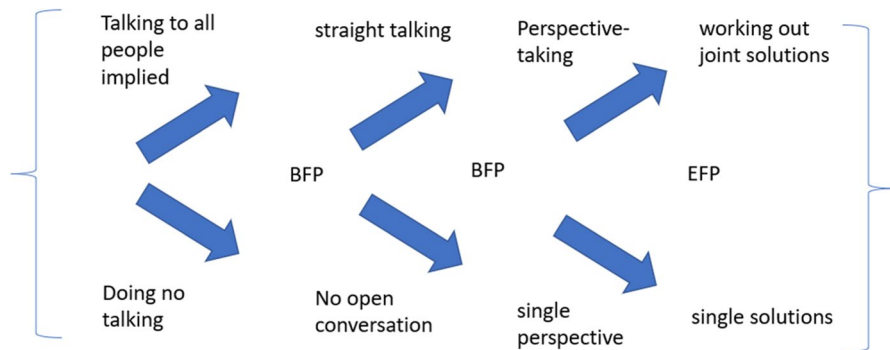 Talking to all
people
implied
straight talking
Perspective-
taking
working out
joint solutions
BFP
BFP
EFP
Doing no
talking
No open
conversation
single
perspective
single solutions